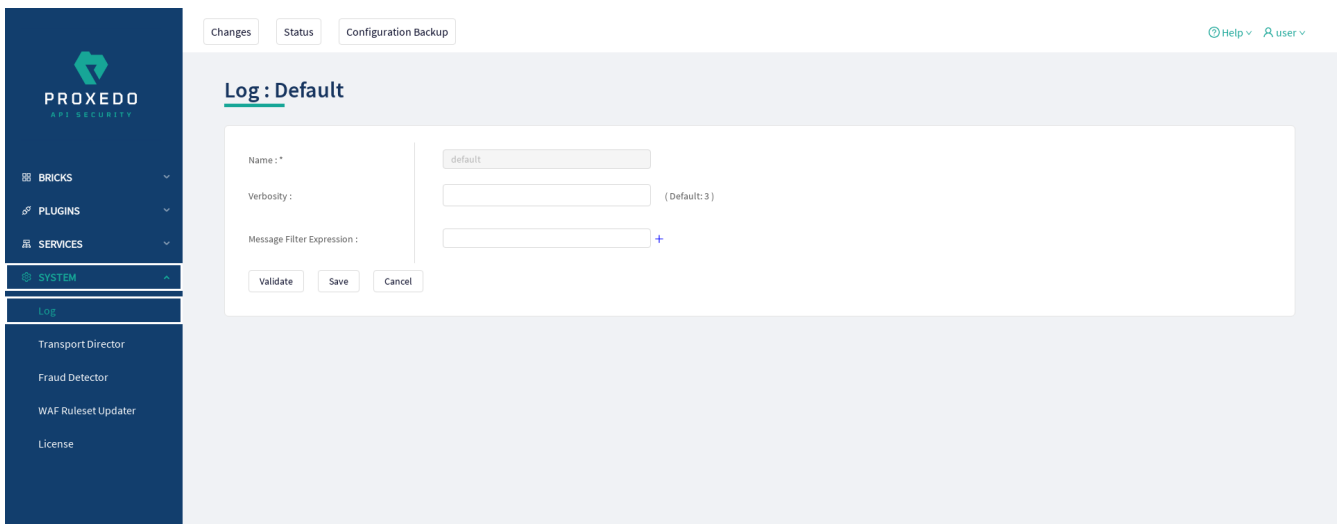 Changes
Status
Configuration Backup
Help
user
PROXEDO
API SECURITY
BRICKS
PLUGINS
SERVICES
SYSTEM
Log
Transport Director
Fraud Detector
WAF Ruleset Updater
License
Log : Default
Name : *
default
Verbosity :
( Default: 3 )
Message Filter Expression :
+
Validate
Save
Cancel